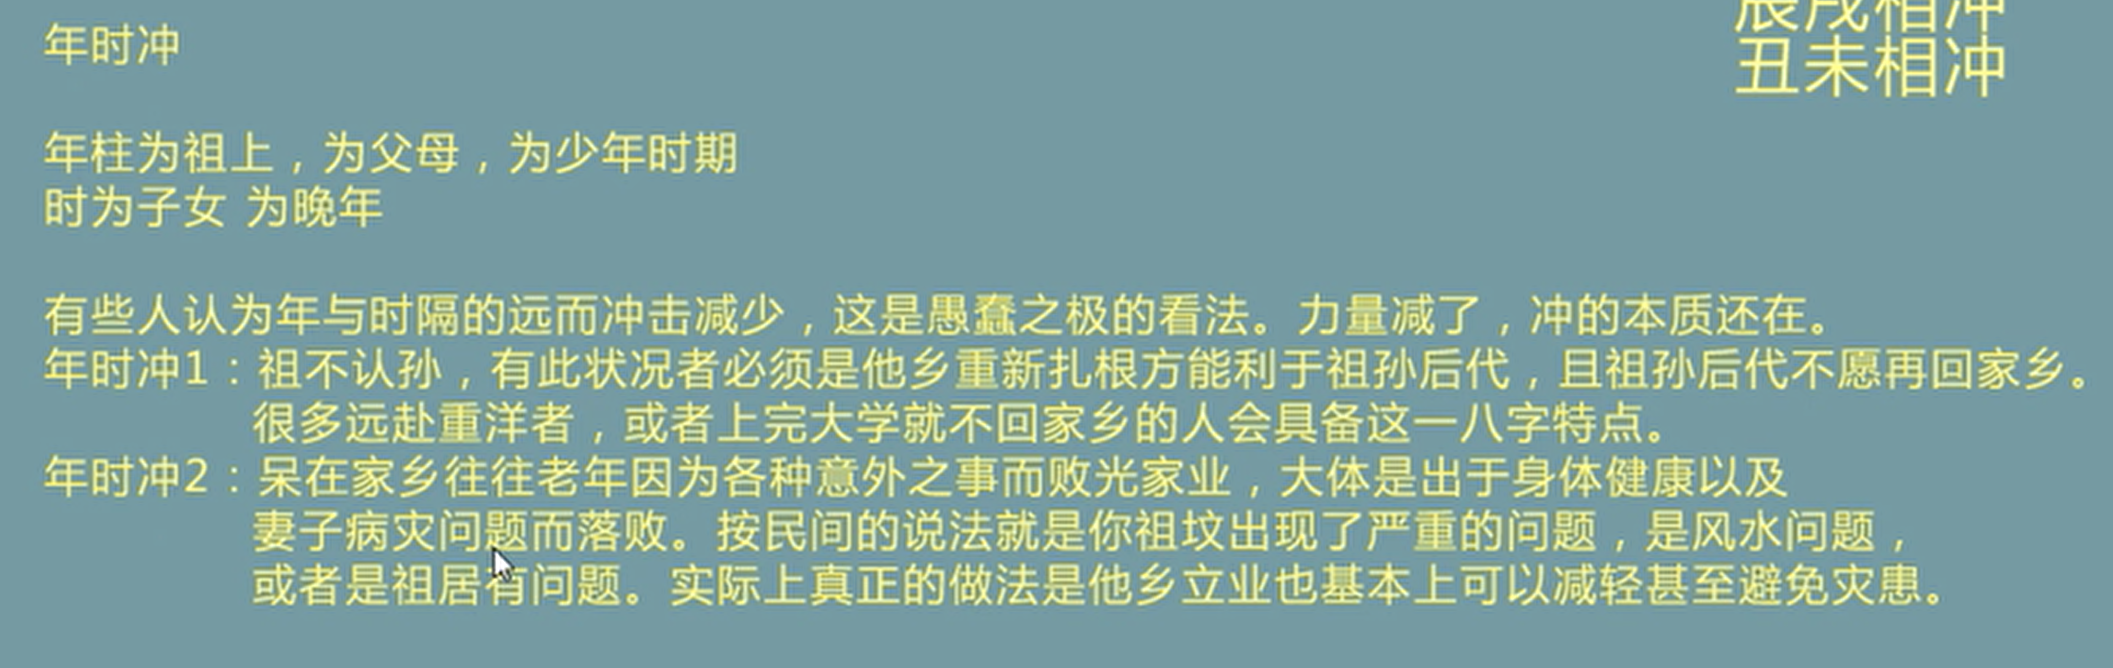 年时冲
辰戌相冲
丑未相冲
年柱为祖上，为父母，为少年时期
时为子女 为晚年
有些人认为年与时隔的远而冲击减少，这是愚蠢之极的看法。力量减了，冲的本质还在。
年时冲1：祖不认孙，有此状况者必须是他乡重新扎根方能利于祖孙后代，且祖孙后代不愿再回家乡。
很多远赴重洋者，或者上完大学就不回家乡的人会具备这一八字特点。
年时冲2：呆在家乡往往老年因为各种意外之事而败光家业，大体是出于身体健康以及
妻子病灾问题而落败。按民间的说法就是你祖坟出现了严重的问题，是风水问题，
或者是祖居有问题。实际上真正的做法是他乡立业也基本上可以减轻甚至避免灾患。